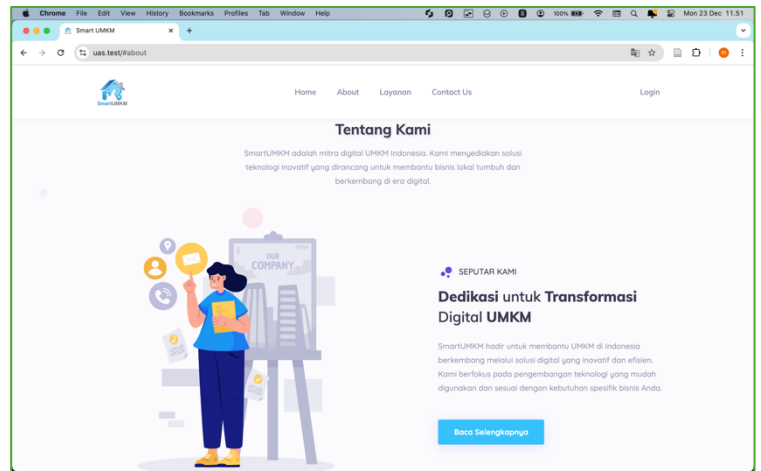 Chrome File Edit View History Bookmarks Profiles Tab Window Help 100% Mon 23 Dec 11.51
Smart UMKM
uas.test/#about
SmartUMKM
Home About Layanan Contact Us Login
Tentang Kami
SmartUMKM adalah mitra digital UMKM Indonesia. Kami menyediakan solusi
teknologi inovatif yang dirancang untuk membantu bisnis lokal tumbuh dan
berkembang di era digital.
OUR
COMPANY
SEPUTAR KAMI
Dedikasi untuk Transformasi
Digital UMKM
SmartUMKM hadir untuk membantu UMKM di Indonesia
berkembang melalui solusi digital yang inovatif dan efisien.
Kami berfokus pada pengembangan teknologi yang mudah
digunakan dan sesuai dengan kebutuhan spesifik bisnis Anda.
Baca Selengkapnya